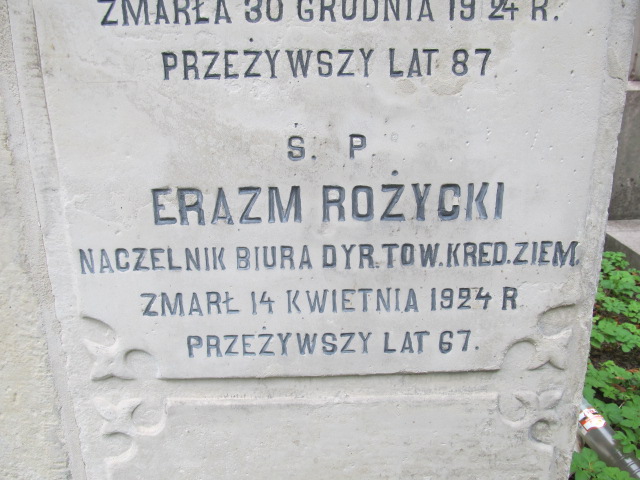 ZMARŁA 30 GRUDNIA 1924 R.
PRZEŻYWSZY LAT 87.
Ś. P
ERAZM ROŻYCKI
NACZELNIK BIURA DYR.TOW.KRED.ZIEM.
ZMARŁ 14 KWIETNIA 1924 R
PRZEŻYWSZY LAT 67.